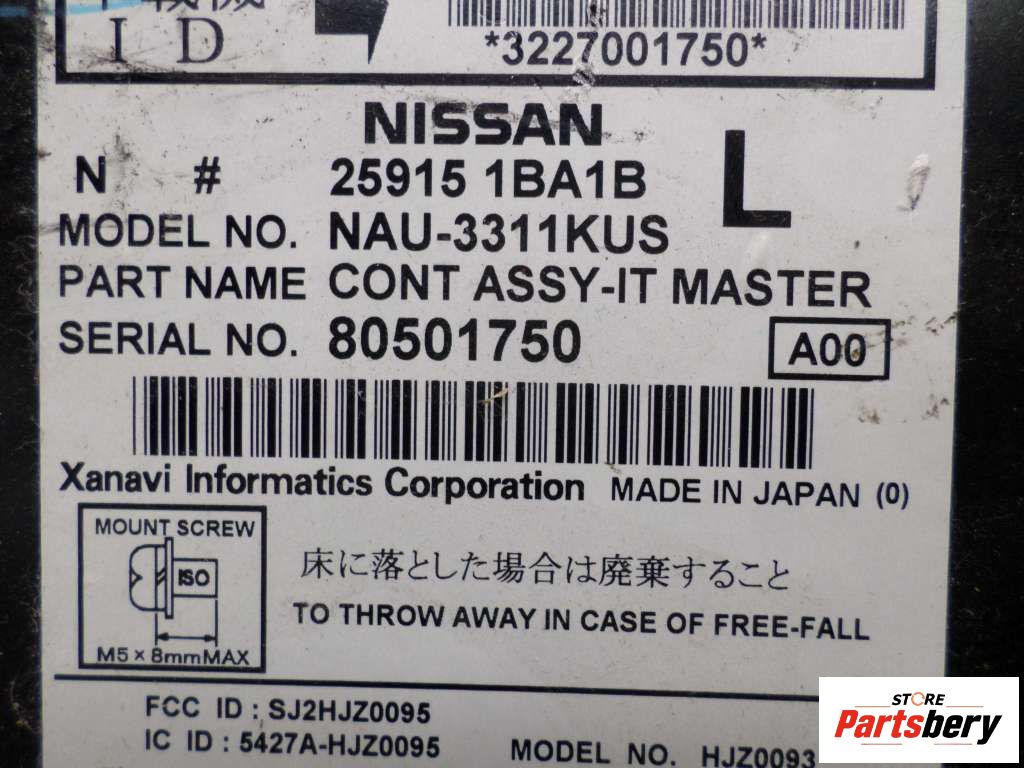 I D
*3227001750*
NISSAN
N # 25915 1BA1B
L
MODEL NO. NAU-3311KUS
PART NAME CONT ASSY-IT MASTER
SERIAL NO. 80501750
A00
Xanavi Informatics Corporation MADE IN JAPAN (0)
MOUNT SCREW
ISO
M5×8mmMAX
床に落とした場合は廃棄すること
TO THROW AWAY IN CASE OF FREE-FALL
FCC ID : SJ2HJZ0095
IC ID : 5427A-HJZ0095
MODEL NO. HJZ0093
STORE
Partsbery